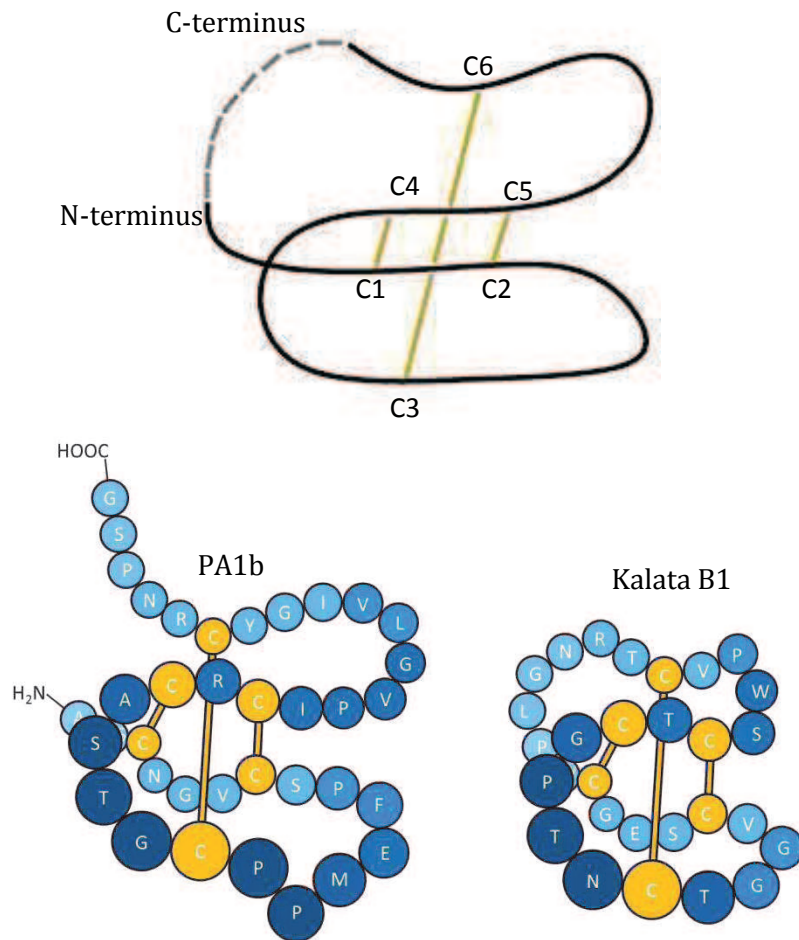 C-terminus
C6
C4
C5
N-terminus
C1
C2
C3
HOOC
PA1b
G S P N R C Y G I V L G V P I C R C A S T G C P P M E F P S C V G N C A
H₂N
Kalata B1
G N R T C V P W S C T C G P T N C T G G V C S E G C P L